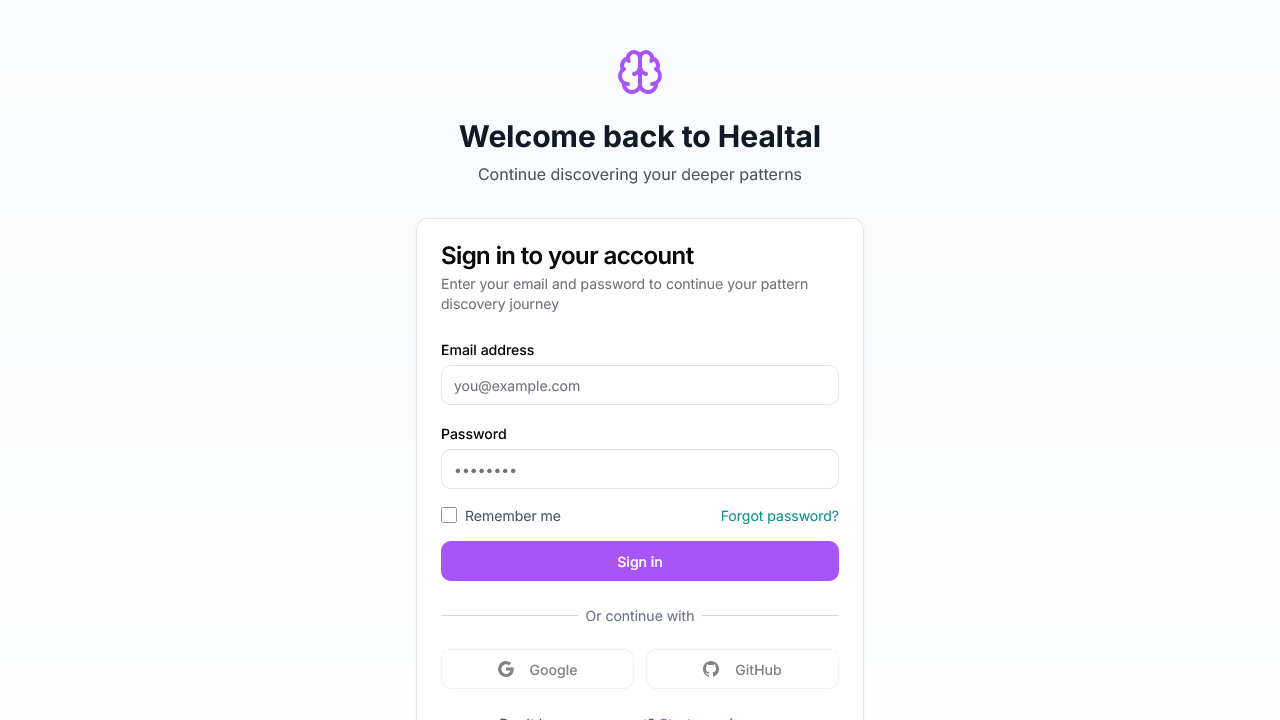 Welcome back to Healtal
Continue discovering your deeper patterns
Sign in to your account
Enter your email and password to continue your pattern
discovery journey
Email address
you@example.com
Password
••••••••
Remember me
Forgot password?
Sign in
Or continue with
Google
GitHub